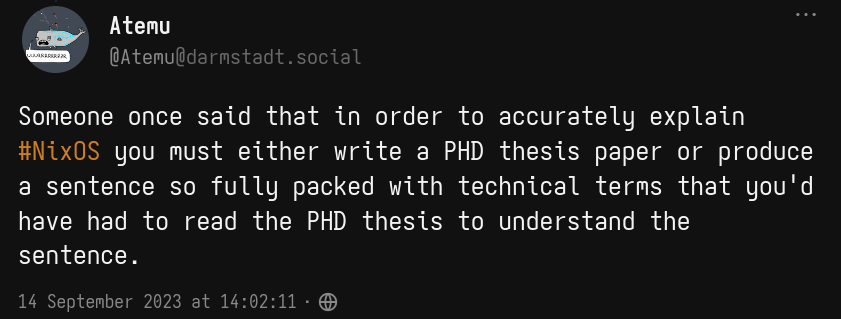 Atemu
@Atemu@darmstadt.social
Someone once said that in order to accurately explain
#NixOS you must either write a PHD thesis paper or produce
a sentence so fully packed with technical terms that you'd
have had to read the PHD thesis to understand the
sentence.
14 September 2023 at 14:02:11 ·